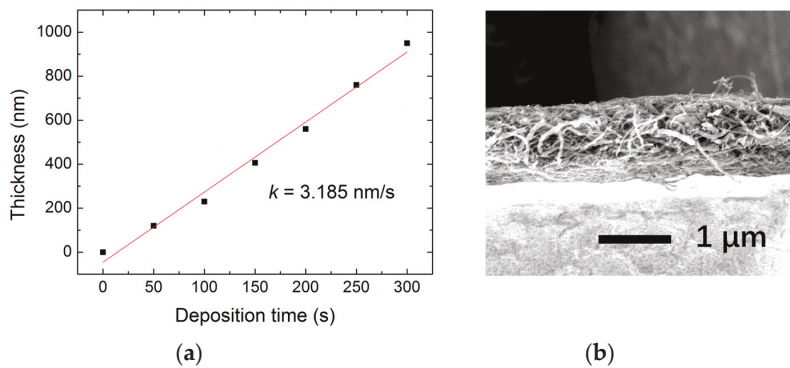 1000
800
600
400
200
0
Thickness (nm)
k = 3.185 nm/s
0 50 100 150 200 250 300
Deposition time (s)
1 μm
(a) (b)